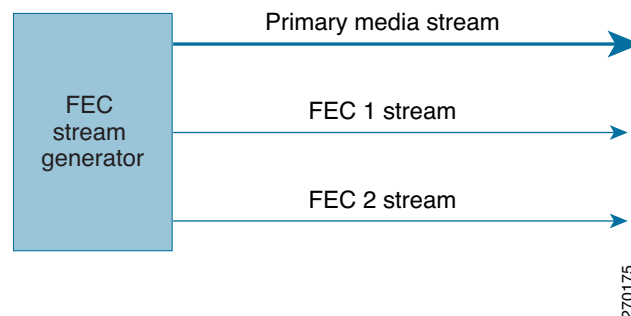 Primary media stream
FEC
stream
generator
FEC 1 stream
FEC 2 stream
270175